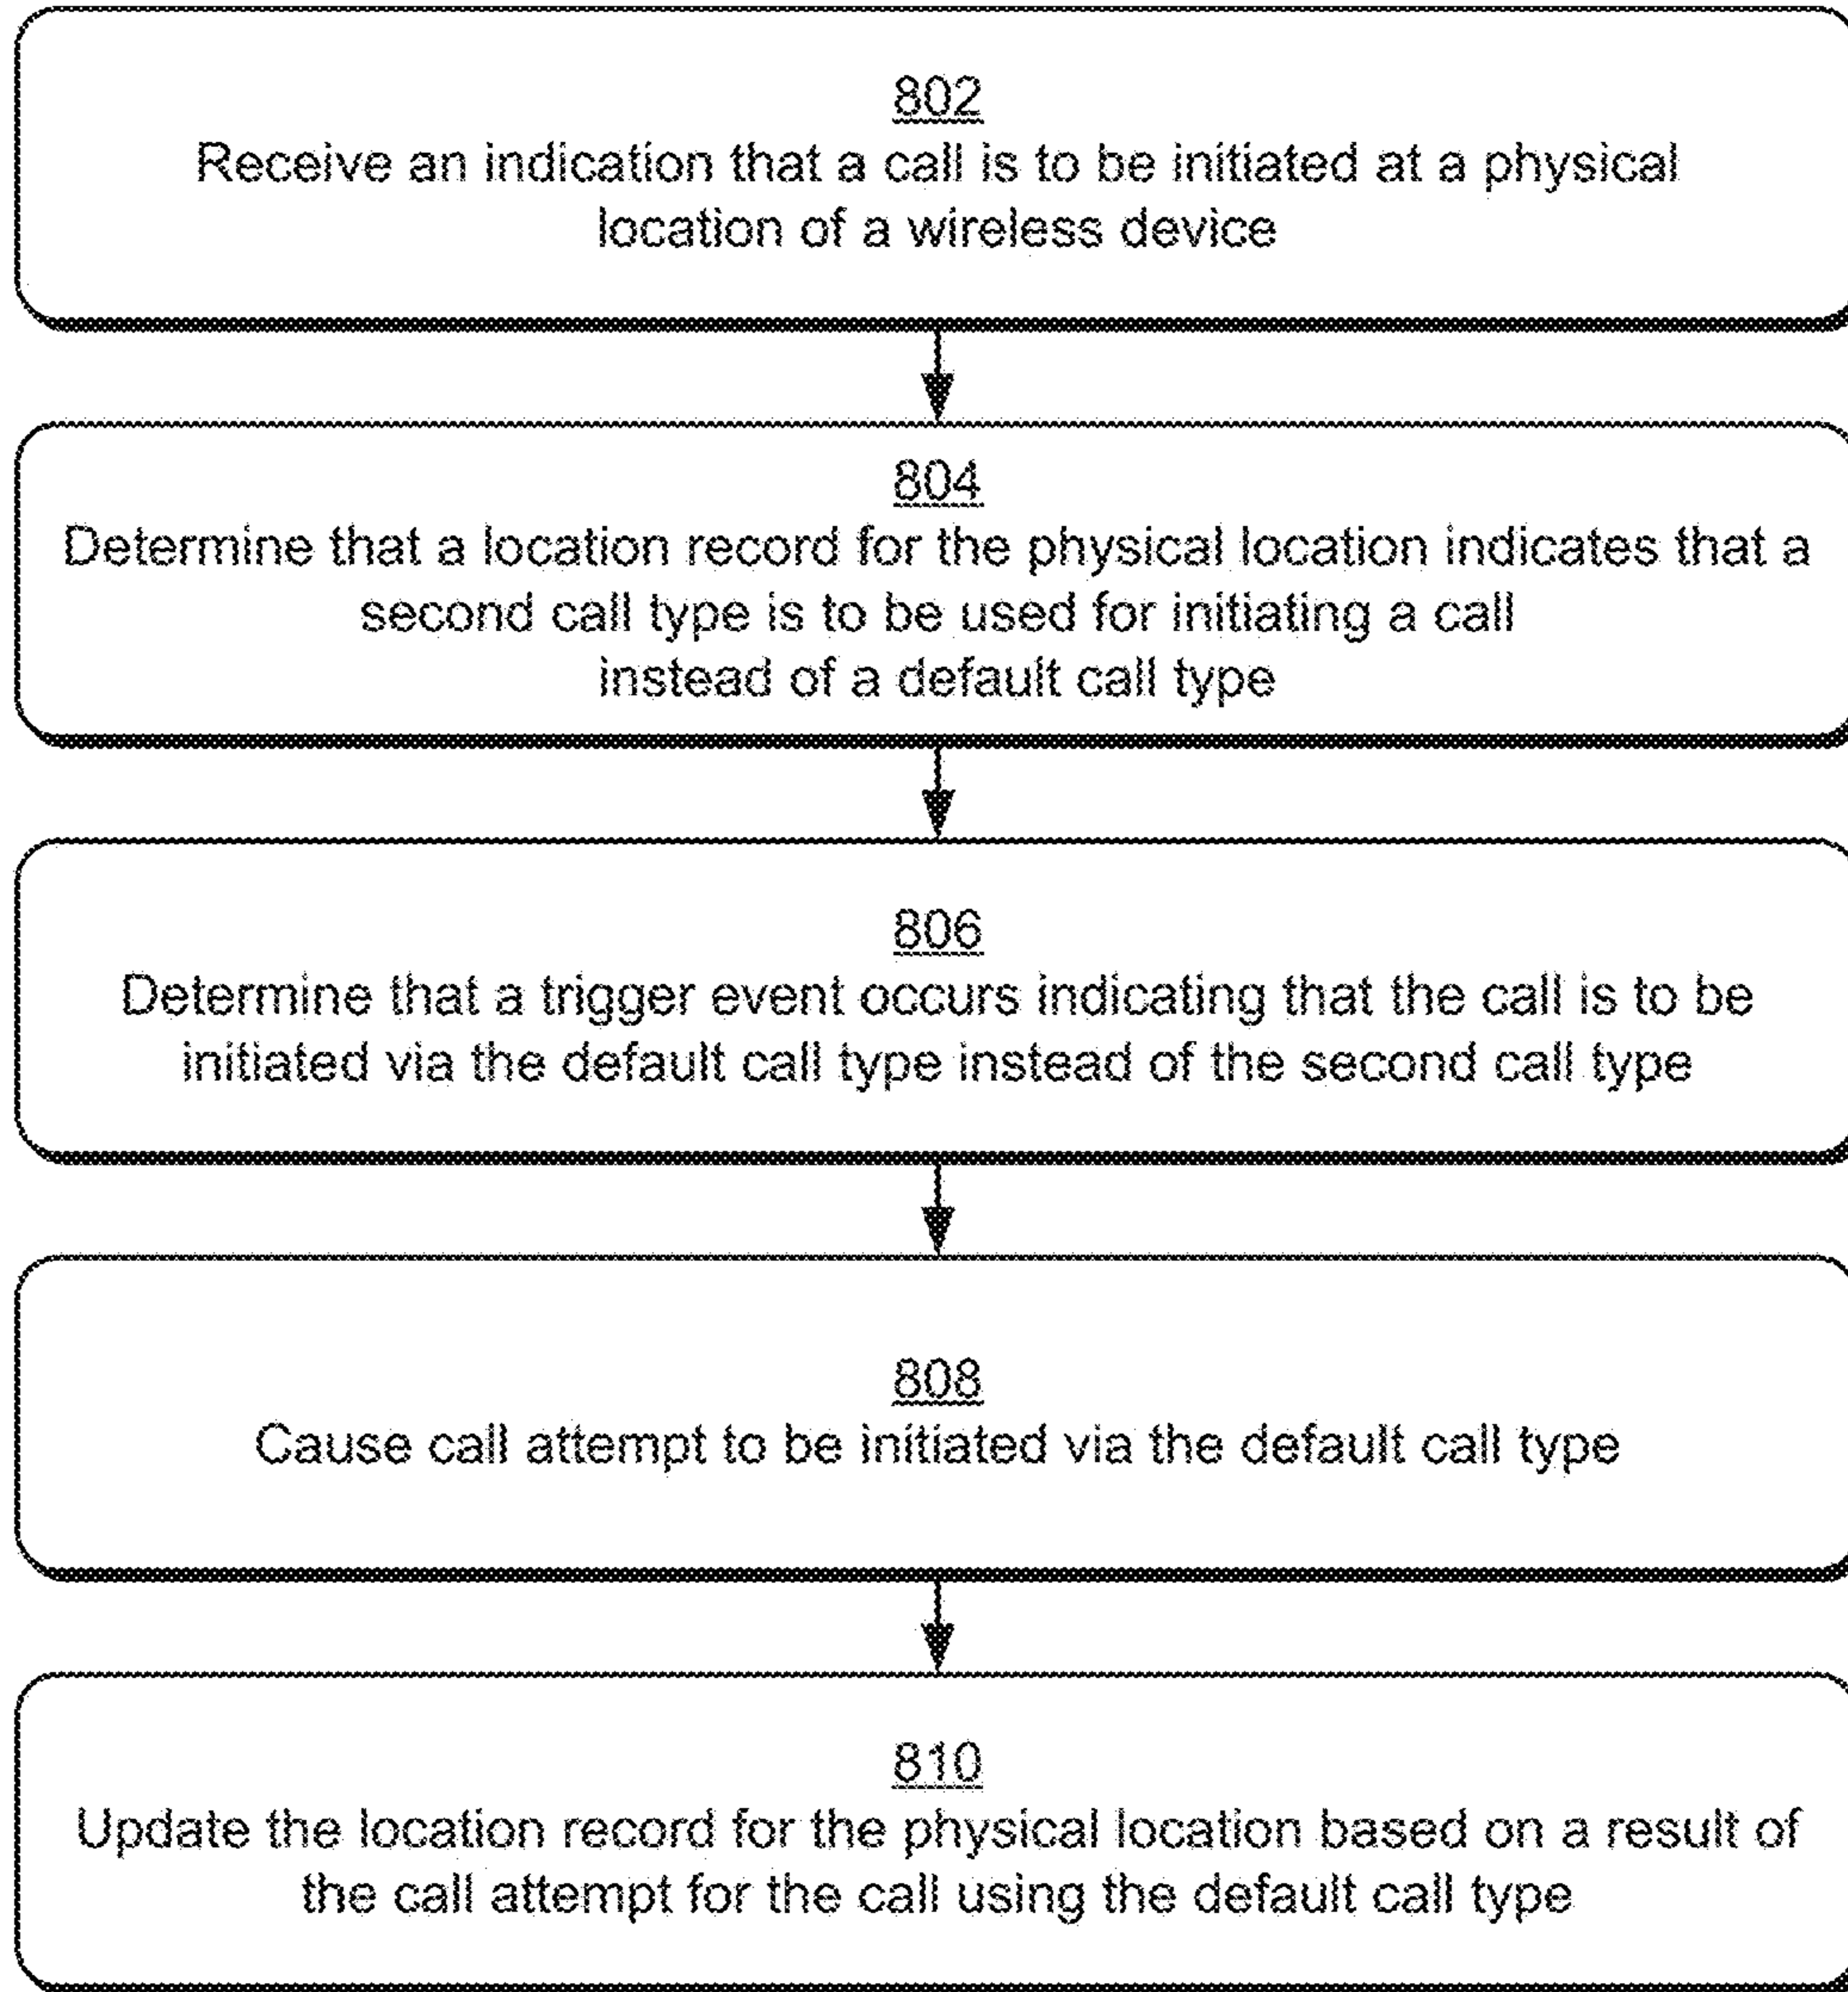 802
Receive an indication that a call is to be initiated at a physical
location of a wireless device
804
Determine that a location record for the physical location indicates that a
second call type is to be used for initiating a call
instead of a default call type
806
Determine that a trigger event occurs indicating that the call is to be
initiated via the default call type instead of the second call type
808
Cause call attempt to be initiated via the default call type
810
Update the location record for the physical location based on a result of
the call attempt for the call using the default call type